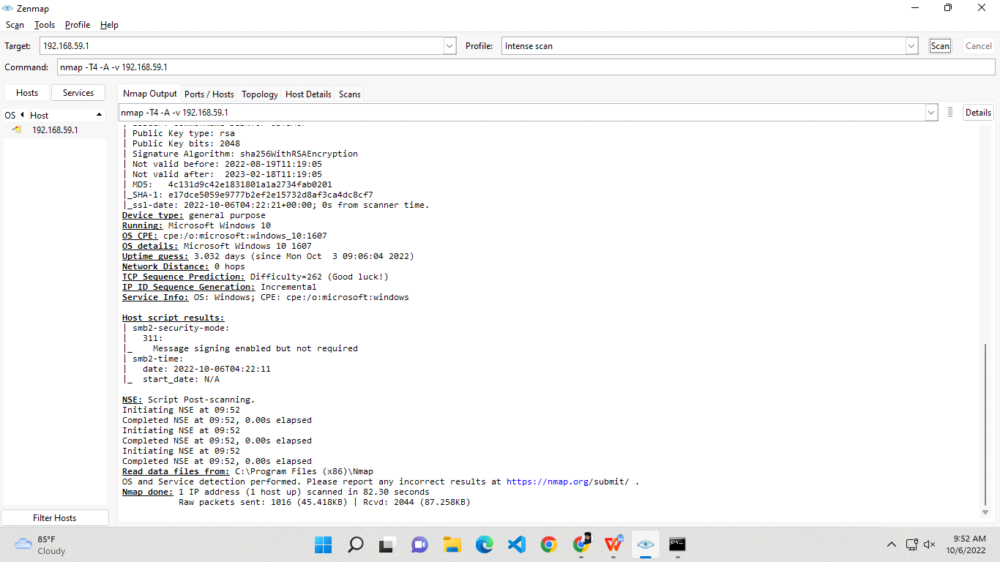 Zenmap
Scan Tools Profile Help
Target: 192.168.59.1 Profile: Intense scan Scan Cancel
Command: nmap -T4 -A -v 192.168.59.1
Hosts Services
Nmap Output Ports / Hosts Topology Host Details Scans
OS Host
192.168.59.1
nmap -T4 -A -v 192.168.59.1 Details
| Public Key type: rsa
| Public Key bits: 2048
| Signature Algorithm: sha256WithRSAEncryption
| Not valid before: 2022-08-19T11:19:05
| Not valid after:  2023-02-18T11:19:05
| MD5:   4c131d9c42e1831801a1a2734fab0201
|_SHA-1: e17dce5059e9777b2ef2e15732d8af3ca4dc8cf7
|_ssl-date: 2022-10-06T04:22:21+00:00; 0s from scanner time.
Device type: general purpose
Running: Microsoft Windows 10
OS CPE: cpe:/o:microsoft:windows_10:1607
OS details: Microsoft Windows 10 1607
Uptime guess: 3.032 days (since Mon Oct  3 09:06:04 2022)
Network Distance: 0 hops
TCP Sequence Prediction: Difficulty=262 (Good luck!)
IP ID Sequence Generation: Incremental
Service Info: OS: Windows; CPE: cpe:/o:microsoft:windows
Host script results:
| smb2-security-mode:
|   311:
|_    Message signing enabled but not required
| smb2-time:
|   date: 2022-10-06T04:22:11
|_  start_date: N/A
NSE: Script Post-scanning.
Initiating NSE at 09:52
Completed NSE at 09:52, 0.00s elapsed
Initiating NSE at 09:52
Completed NSE at 09:52, 0.00s elapsed
Initiating NSE at 09:52
Completed NSE at 09:52, 0.00s elapsed
Read data files from: C:\Program Files (x86)\Nmap
OS and Service detection performed. Please report any incorrect results at https://nmap.org/submit/ .
Nmap done: 1 IP address (1 host up) scanned in 82.30 seconds
Raw packets sent: 1016 (45.418KB) | Rcvd: 2044 (87.258KB)
Filter Hosts
85°F
Cloudy
9:52 AM
10/6/2022